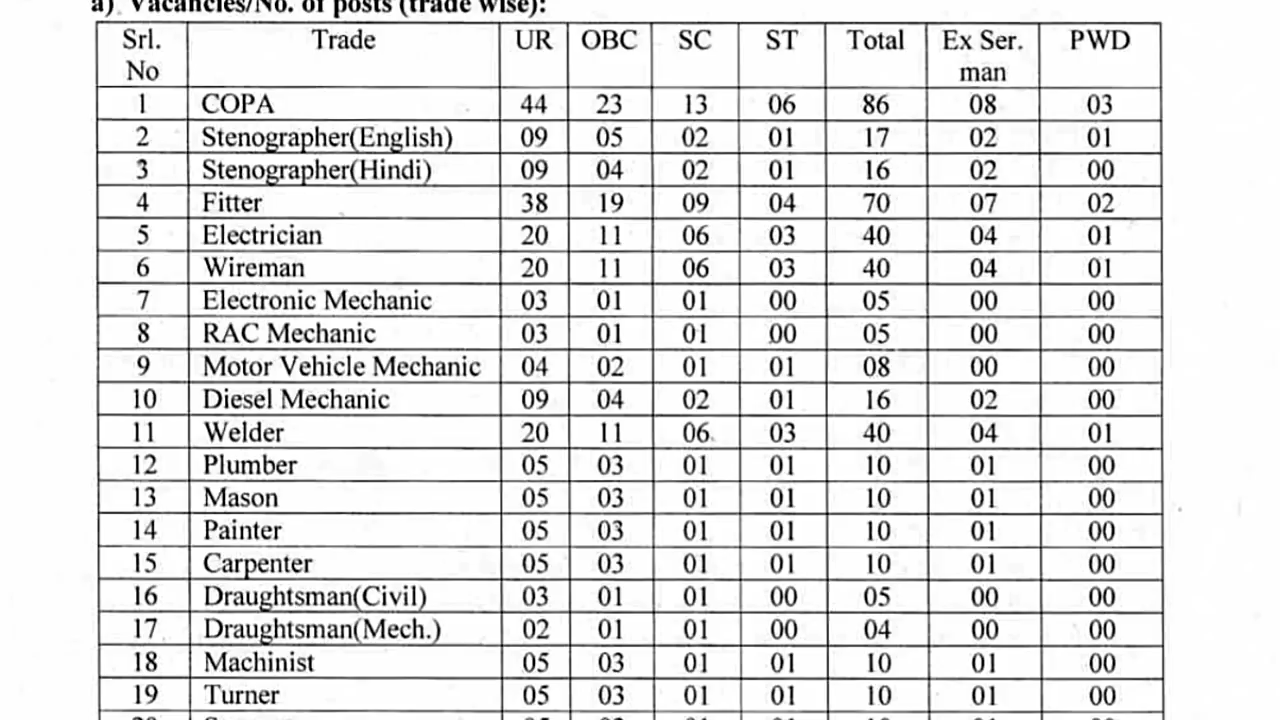 a) Vacancies/No. of posts (trade wise):
Srl. No Trade UR OBC SC ST Total Ex Ser. man PWD
1 COPA 44 23 13 06 86 08 03
2 Stenographer(English) 09 05 02 01 17 02 01
3 Stenographer(Hindi) 09 04 02 01 16 02 00
4 Fitter 38 19 09 04 70 07 02
5 Electrician 20 11 06 03 40 04 01
6 Wireman 20 11 06 03 40 04 01
7 Electronic Mechanic 03 01 01 00 05 00 00
8 RAC Mechanic 03 01 01 00 05 00 00
9 Motor Vehicle Mechanic 04 02 01 01 08 00 00
10 Diesel Mechanic 09 04 02 01 16 02 00
11 Welder 20 11 06 03 40 04 01
12 Plumber 05 03 01 01 10 01 00
13 Mason 05 03 01 01 10 01 00
14 Painter 05 03 01 01 10 01 00
15 Carpenter 05 03 01 01 10 01 00
16 Draughtsman(Civil) 03 01 01 00 05 00 00
17 Draughtsman(Mech.) 02 01 01 00 04 00 00
18 Machinist 05 03 01 01 10 01 00
19 Turner 05 03 01 01 10 01 00